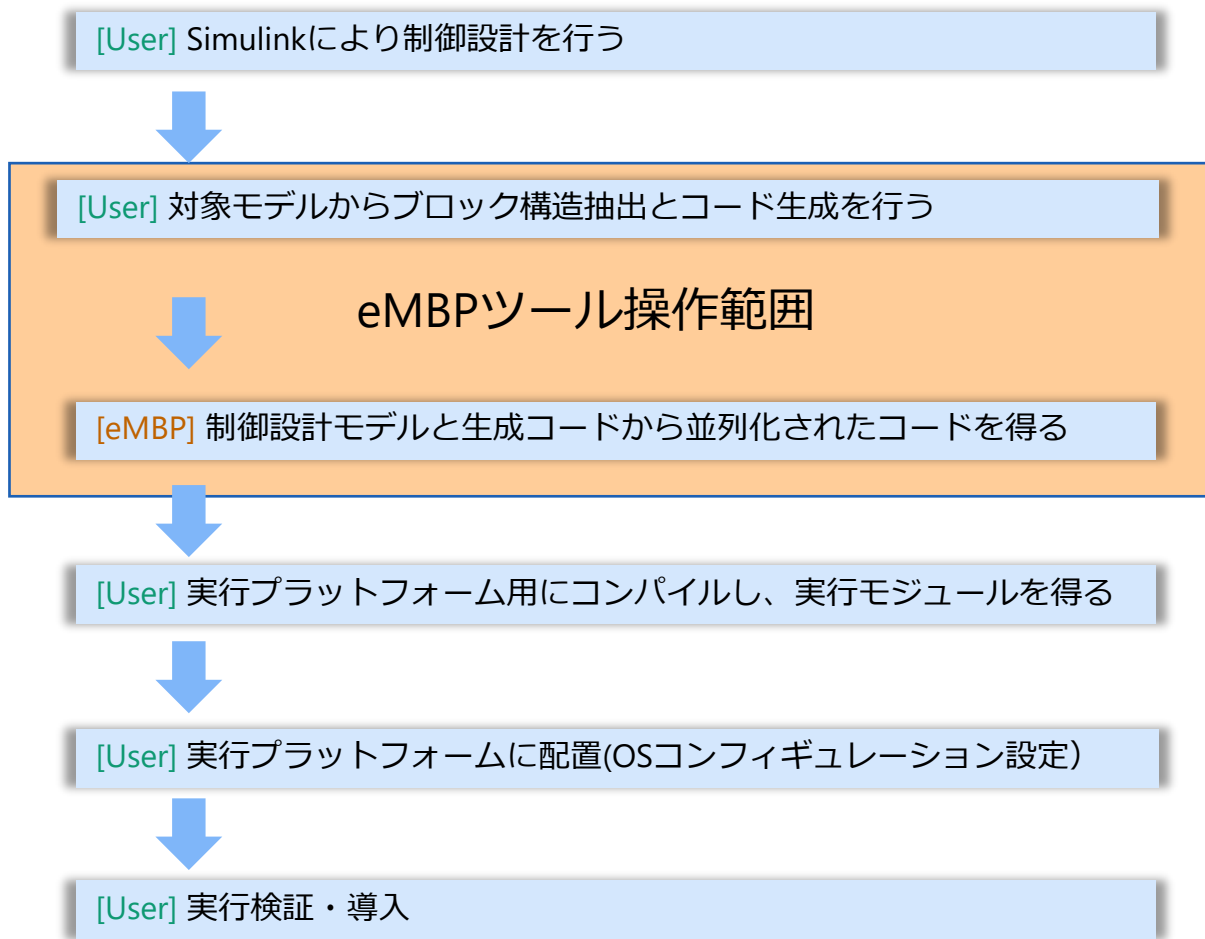 [User] Simulinkにより制御設計を行う
[User] 対象モデルからブロック構造抽出とコード生成を行う
eMBPツール操作範囲
[eMBP] 制御設計モデルと生成コードから並列化されたコードを得る
[User] 実行プラットフォーム用にコンパイルし、実行モジュールを得る
[User] 実行プラットフォームに配置(OSコンフィギュレーション設定）
[User] 実行検証・導入